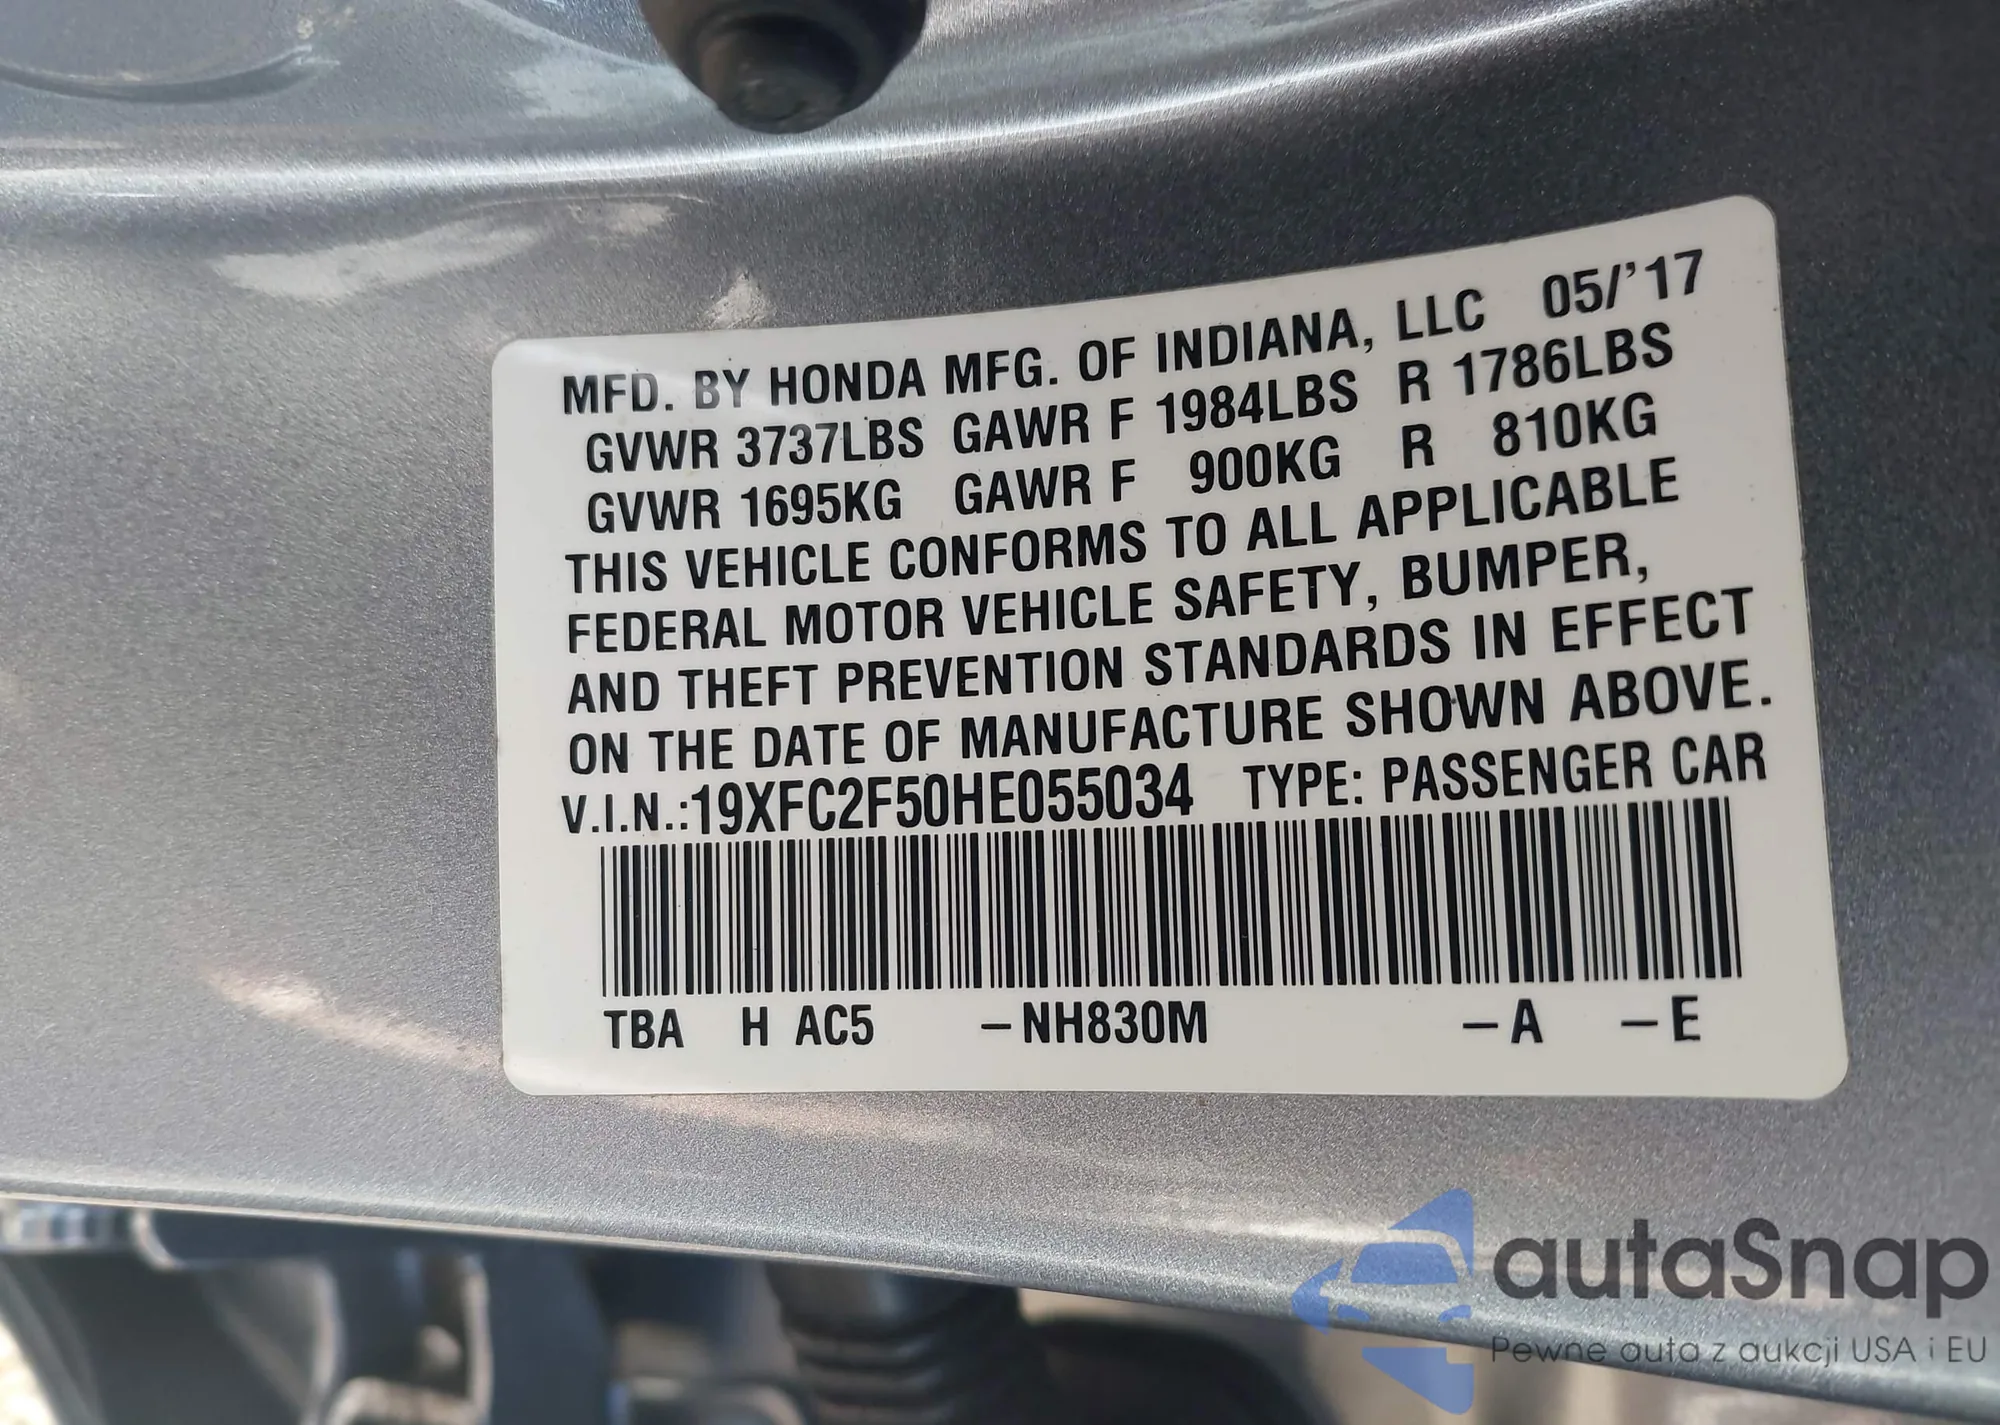 MFD. BY HONDA MFG. OF INDIANA, LLC 05/'17
GVWR 3737LBS GAWR F 1984LBS R 1786LBS
GVWR 1695KG GAWR F 900KG R 810KG
THIS VEHICLE CONFORMS TO ALL APPLICABLE
FEDERAL MOTOR VEHICLE SAFETY, BUMPER,
AND THEFT PREVENTION STANDARDS IN EFFECT
ON THE DATE OF MANUFACTURE SHOWN ABOVE.
V.I.N.:19XFC2F50HE055034 TYPE: PASSENGER CAR
TBA H AC5 –NH830M –A –E
autaSnap
Pewne auta z aukcji USA i EU